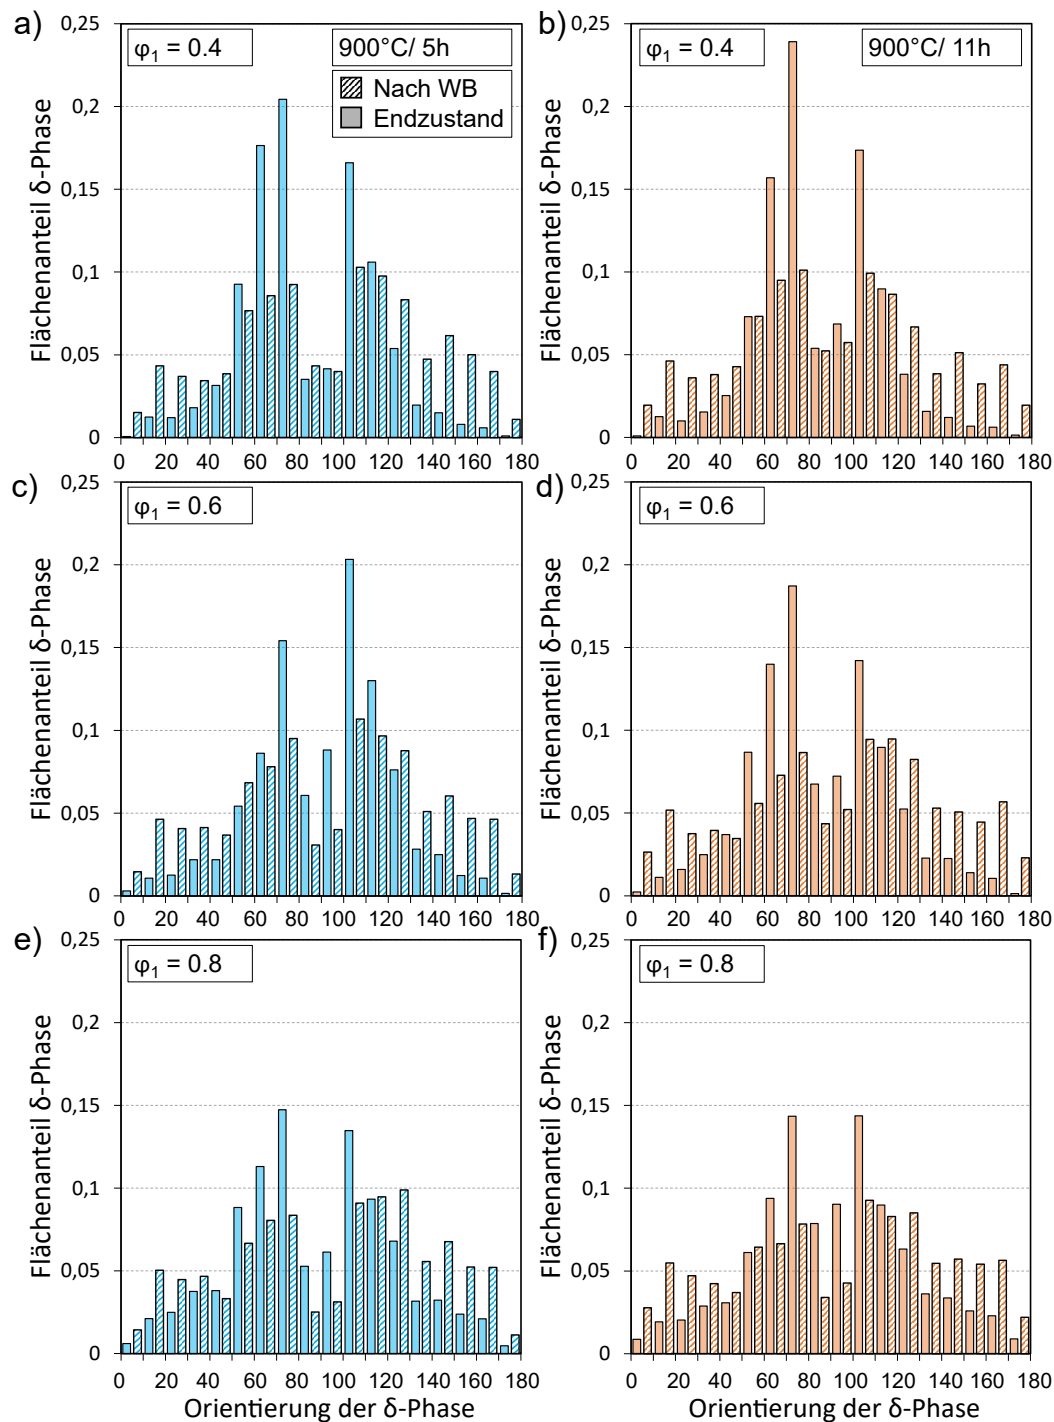 a)
φ1 = 0.4
900°C/ 5h
Nach WB
Endzustand
Flächenanteil δ-Phase
0,25
0,2
0,15
0,1
0,05
0
0 20 40 60 80 100 120 140 160 180
b)
φ1 = 0.4
900°C/ 11h
Flächenanteil δ-Phase
0,25
0,2
0,15
0,1
0,05
0
0 20 40 60 80 100 120 140 160 180
c)
φ1 = 0.6
Flächenanteil δ-Phase
0,25
0,2
0,15
0,1
0,05
0
0 20 40 60 80 100 120 140 160 180
d)
φ1 = 0.6
Flächenanteil δ-Phase
0,25
0,2
0,15
0,1
0,05
0
0 20 40 60 80 100 120 140 160 180
e)
φ1 = 0.8
Flächenanteil δ-Phase
0,25
0,2
0,15
0,1
0,05
0
0 20 40 60 80 100 120 140 160 180
Orientierung der δ-Phase
f)
φ1 = 0.8
Flächenanteil δ-Phase
0,25
0,2
0,15
0,1
0,05
0
0 20 40 60 80 100 120 140 160 180
Orientierung der δ-Phase